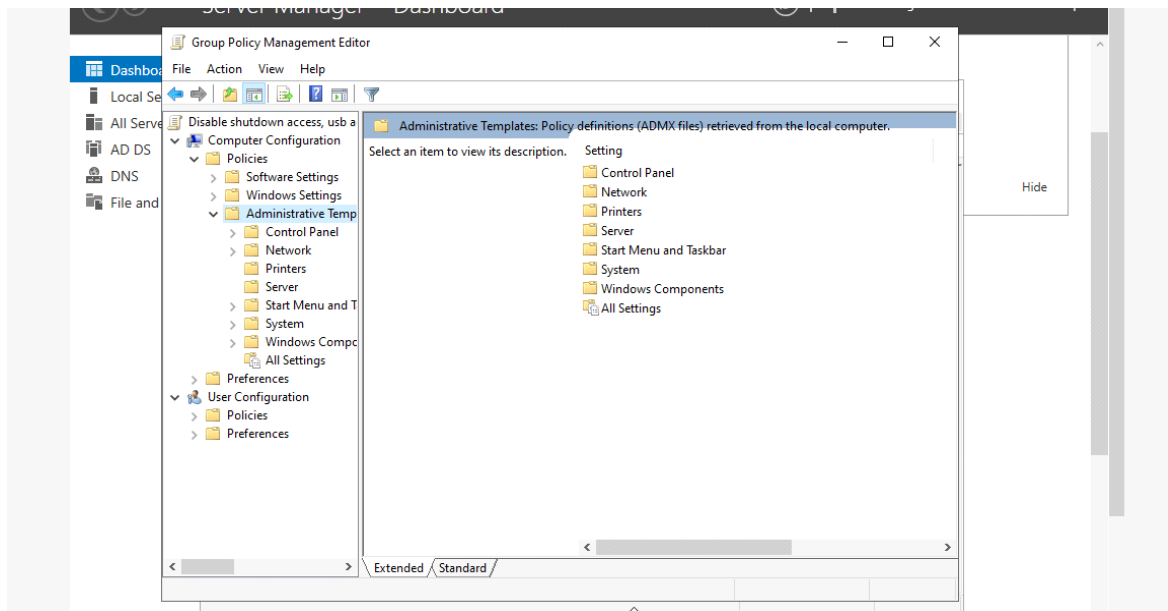 Server Manager Dashboard
Group Policy Management Editor
File Action View Help
Dashboa
Local Se
All Serve
AD DS
DNS
File and
Disable shutdown access, usb a
Computer Configuration
Policies
Software Settings
Windows Settings
Administrative Temp
Control Panel
Network
Printers
Server
Start Menu and T
System
Windows Compc
All Settings
Preferences
User Configuration
Policies
Preferences
Administrative Templates: Policy definitions (ADMX files) retrieved from the local computer.
Select an item to view its description.
Setting
Control Panel
Network
Printers
Server
Start Menu and Taskbar
System
Windows Components
All Settings
Extended Standard
Hide